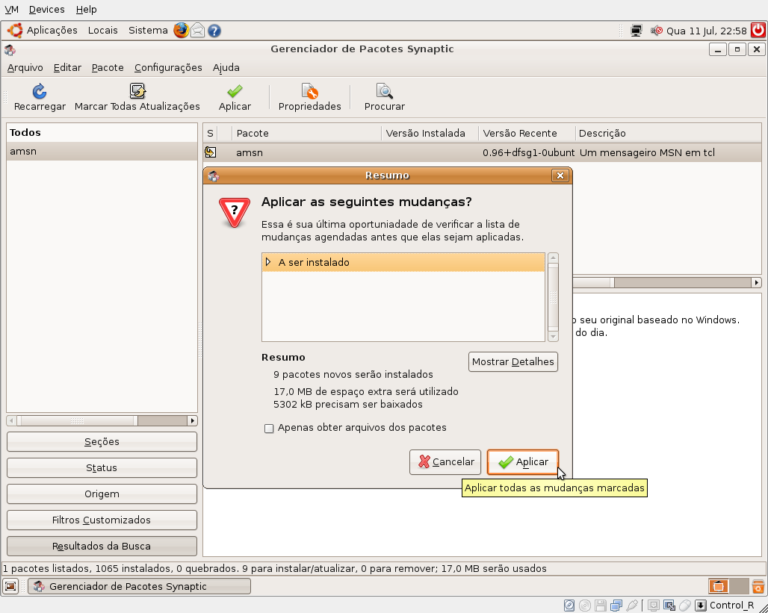 VM Devices Help
Aplicações Locais Sistema ? Qua 11 Jul, 22:58
Gerenciador de Pacotes Synaptic
Arquivo Editar Pacote Configurações Ajuda
Recarregar Marcar Todas Atualizações Aplicar Propriedades Procurar
Todos
amsn
S Pacote Versão Instalada Versão Recente Descrição
amsn 0.96+dfsg1-0ubunt Um mensageiro MSN em tcl
Resumo
?
Aplicar as seguintes mudanças?
Essa é sua última oportuniadade de verificar a lista de
mudanças agendadas antes que elas sejam aplicadas.
A ser instalado
o seu original baseado no Windows.
do dia.
Resumo
Mostrar Detalhes
9 pacotes novos serão instalados
17,0 MB de espaço extra será utilizado
5302 kB precisam ser baixados
Apenas obter arquivos dos pacotes
Cancelar Aplicar
Aplicar todas as mudanças marcadas
Seções
Status
Origem
Filtros Customizados
Resultados da Busca
1 pacotes listados, 1065 instalados, 0 quebrados. 9 para instalar/atualizar, 0 para remover; 17,0 MB serão usados
Gerenciador de Pacotes Synaptic
Control_R